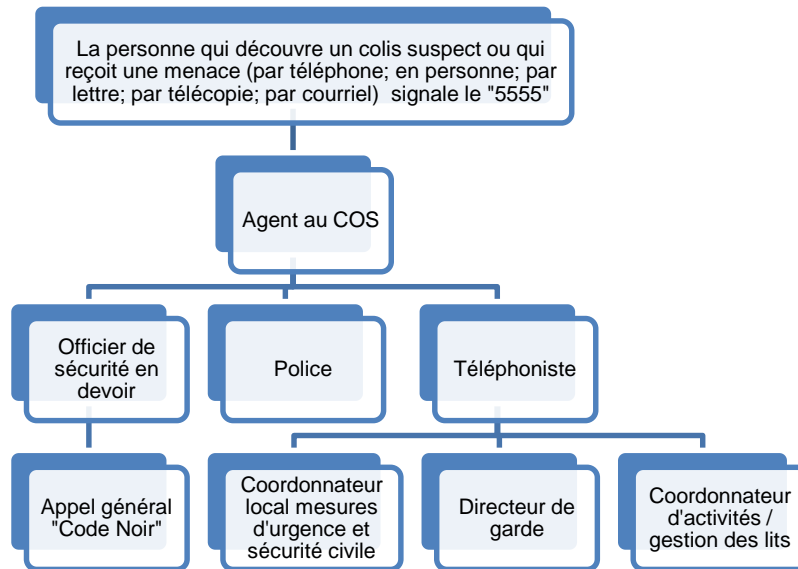 La personne qui découvre un colis suspect ou qui
reçoit une menace (par téléphone; en personne; par
lettre; par télécopie; par courriel) signale le "5555"
Agent au COS
Officier de
sécurité en
devoir
Police
Téléphoniste
Appel général
"Code Noir"
Coordonnateur
local mesures
d'urgence et
sécurité civile
Directeur de
garde
Coordonnateur
d'activités /
gestion des lits